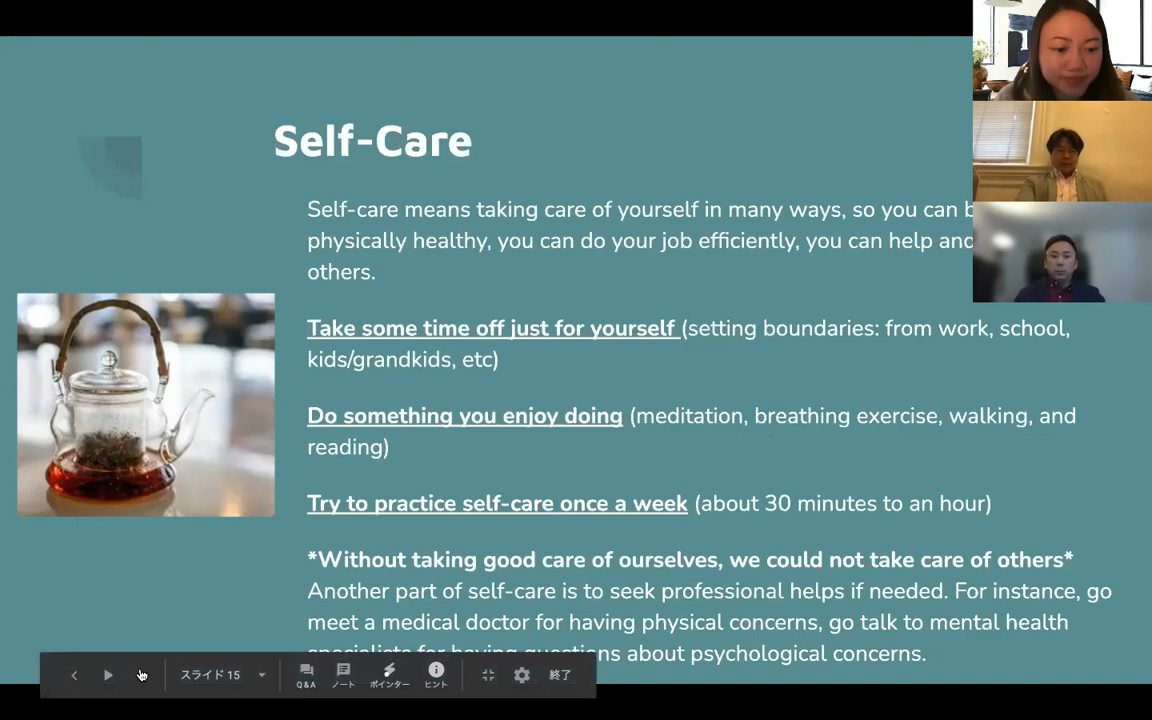 Self-Care
Self-care means taking care of yourself in many ways, so you can b
physically healthy, you can do your job efficiently, you can help and
others.
Take some time off just for yourself (setting boundaries: from work, school,
kids/grandkids, etc)
Do something you enjoy doing (meditation, breathing exercise, walking, and
reading)
Try to practice self-care once a week (about 30 minutes to an hour)
*Without taking good care of ourselves, we could not take care of others*
Another part of self-care is to seek professional helps if needed. For instance, go
meet a medical doctor for having physical concerns, go talk to mental health
specialists for having questions about psychological concerns.
スライド 15
Q&A
ノート
ポインター
ヒント
終了